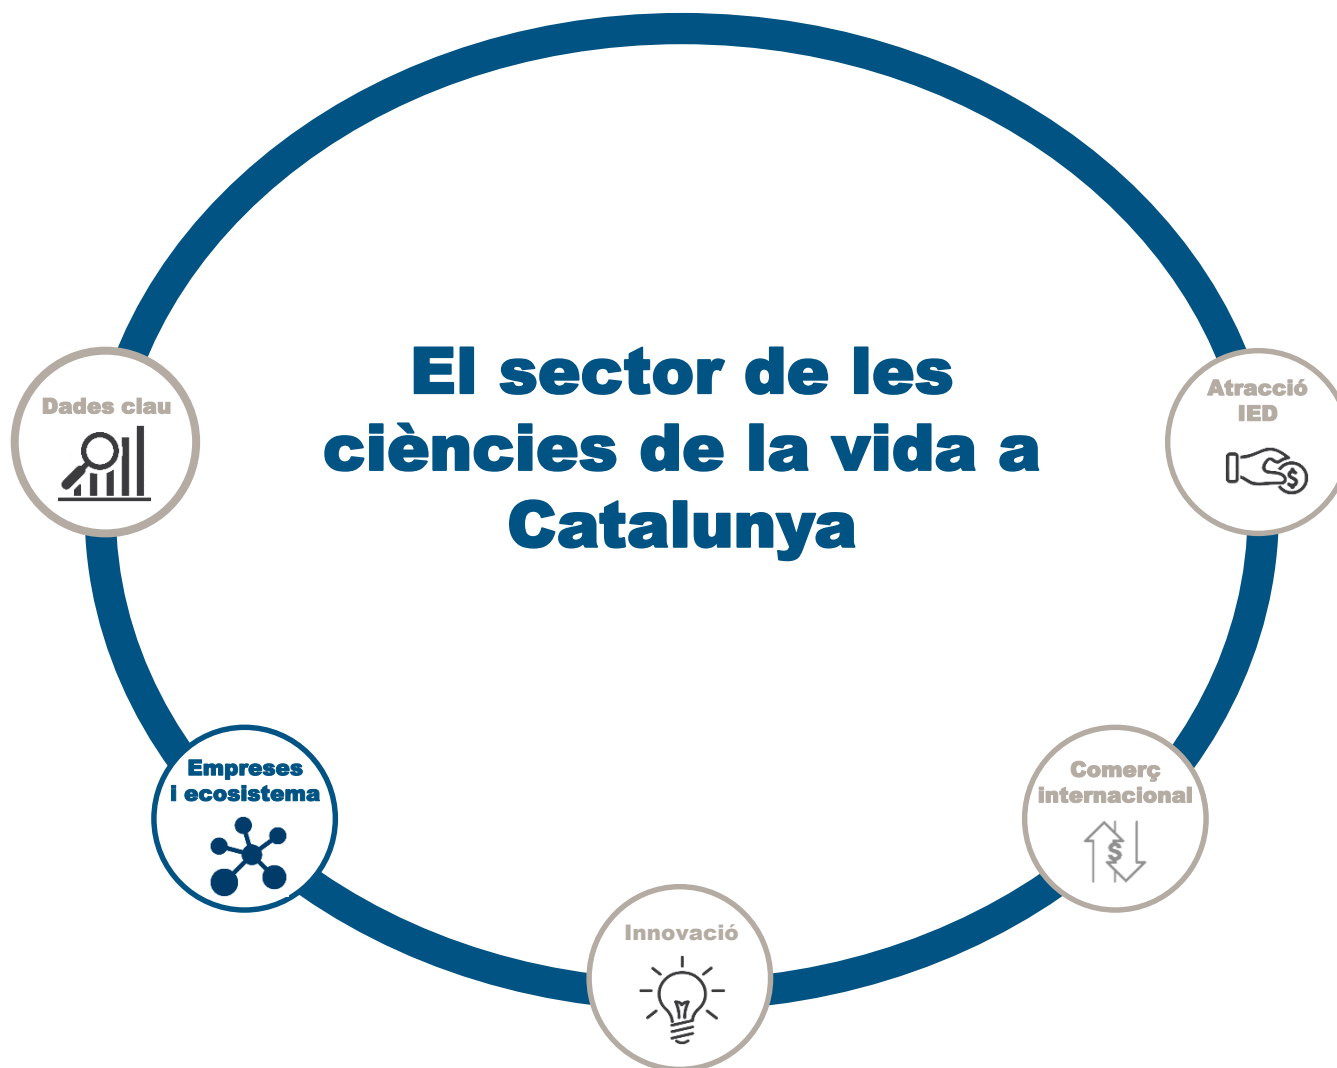 El sector de les
ciències de la vida a
Catalunya
Dades clau
Atracció
IED
Empreses
i ecosistema
Comerç
internacional
$
$
Innovació